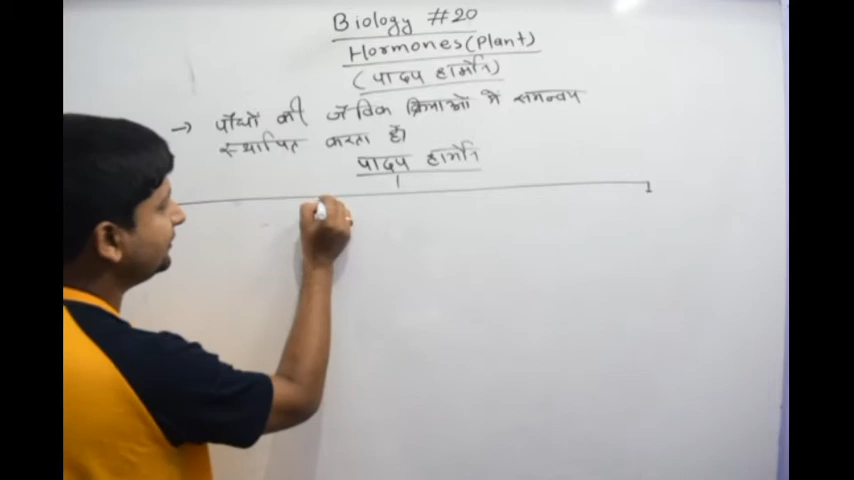 Biology #20
Hormones (Plant)
(पादप हार्मोन)
→ पौधों की जैविक क्रियाओं में समन्वय
स्थापित करता है।
पादप हार्मोन